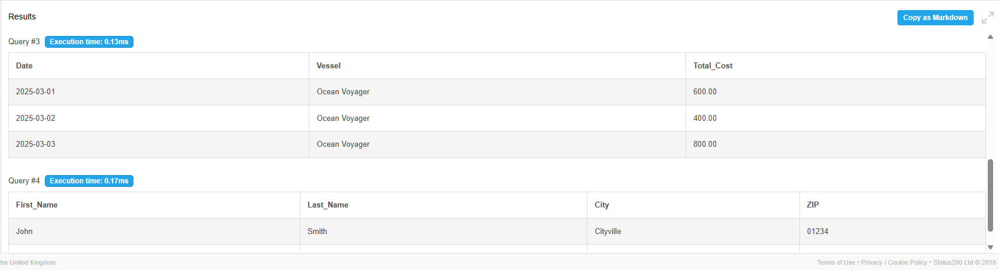 Results
Copy as Markdown
Query #3 Execution time: 0.13ms
Date Vessel Total_Cost
2025-03-01 Ocean Voyager 600.00
2025-03-02 Ocean Voyager 400.00
2025-03-03 Ocean Voyager 800.00
Query #4 Execution time: 0.17ms
First_Name Last_Name City ZIP
John Smith Cityville 01234
the United Kingdom.
Terms of Use • Privacy / Cookie Policy • Status200 Ltd © 2018